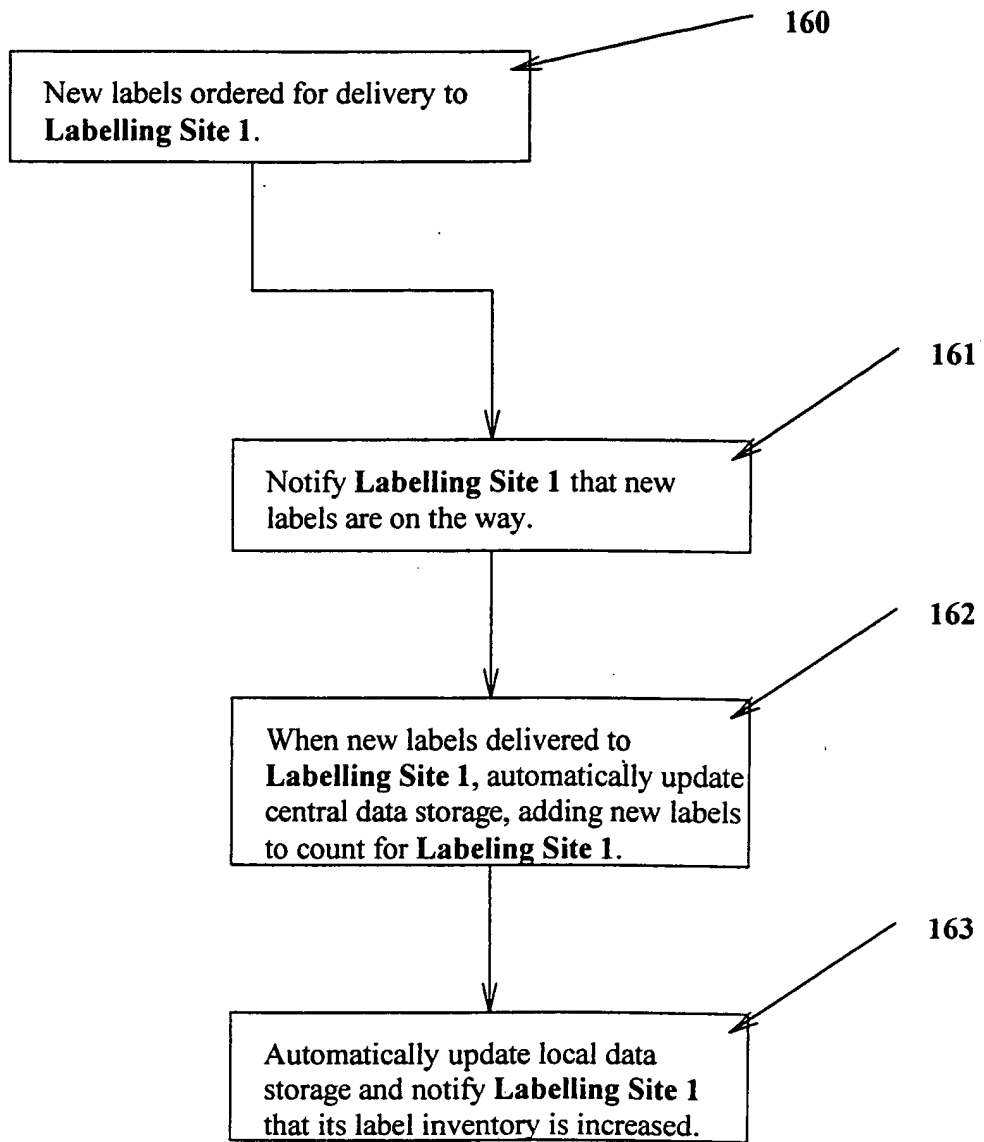 160
New labels ordered for delivery to
Labelling Site 1.
161
Notify Labelling Site 1 that new
labels are on the way.
162
When new labels delivered to
Labelling Site 1, automatically update
central data storage, adding new labels
to count for Labeling Site 1.
163
Automatically update local data
storage and notify Labelling Site 1
that its label inventory is increased.